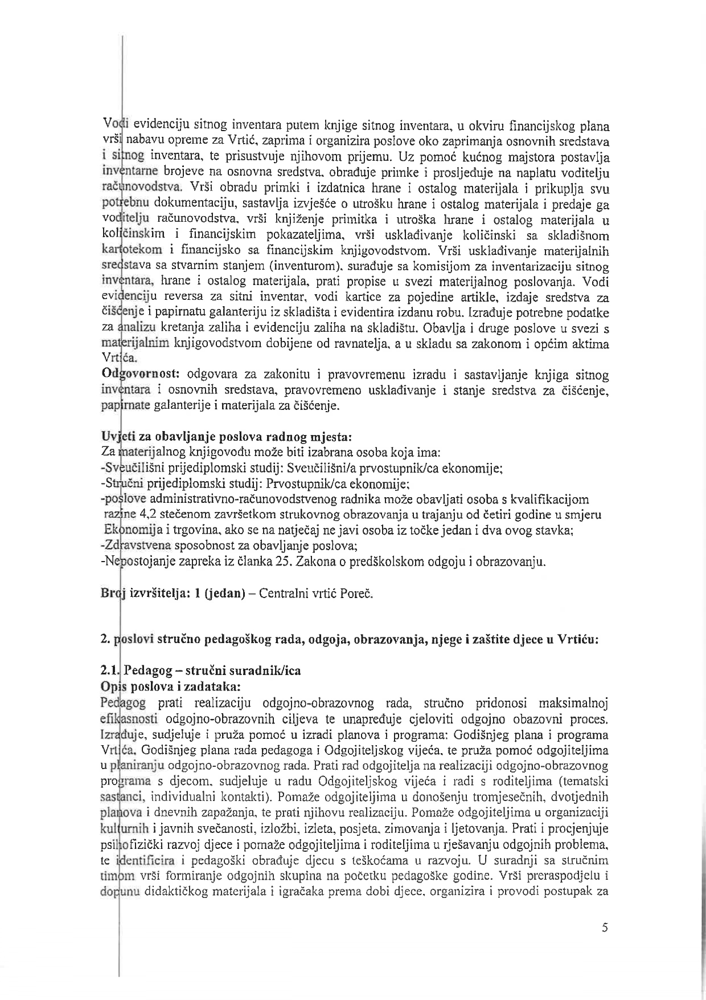 Vodi evidenciju sitnog inventara putem knjige sitnog inventara, u okviru financijskog plana
vrši nabavu opreme za Vrtić, zaprima i organizira poslove oko zaprimanja osnovnih sredstava
i sitnog inventara, te prisustvuje njihovom prijemu. Uz pomoć kućnog majstora postavlja
inventarne brojeve na osnovna sredstva, obrađuje primke i prosljeđuje na naplatu voditelju
računovodstva. Vrši obradu primki i izdatnica hrane i ostalog materijala i prikuplja svu
potrebnu dokumentaciju, sastavlja izvješće o utrošku hrane i ostalog materijala i predaje ga
voditelju računovodstva, vrši knjiženje primitka i utroška hrane i ostalog materijala u
količinskim i financijskim pokazateljima, vrši usklađivanje količinski sa skladišnom
kartotekom i financijsko sa financijskim knjigovodstvom. Vrši usklađivanje materijalnih
sredstava sa stvarnim stanjem (inventurom), surađuje sa komisijom za inventarizaciju sitnog
inventara, hrane i ostalog materijala, prati propise u svezi materijalnog poslovanja. Vodi
evidenciju reversa za sitni inventar, vodi kartice za pojedine artikle, izdaje sredstva za
čišćenje i papirnatu galanteriju iz skladišta i evidentira izdanu robu. Izrađuje potrebne podatke
za analizu kretanja zaliha i evidenciju zaliha na skladištu. Obavlja i druge poslove u svezi s
materijalnim knjigovodstvom dobijene od ravnatelja, a u skladu sa zakonom i općim aktima
Vrtića.
Odgovornost: odgovara za zakonitu i pravovremenu izradu i sastavljanje knjiga sitnog
inventara i osnovnih sredstava, pravovremeno usklađivanje i stanje sredstva za čišćenje,
papirnate galanterije i materijala za čišćenje.
Uvjeti za obavljanje poslova radnog mjesta:
Za materijalnog knjigovođu može biti izabrana osoba koja ima:
-Sveučilišni prijediplomski studij: Sveučilišni/a prvostupnik/ca ekonomije;
-Stručni prijediplomski studij: Prvostupnik/ca ekonomije;
-poslove administrativno-računovodstvenog radnika može obavljati osoba s kvalifikacijom
razine 4,2 stečenom završetkom strukovnog obrazovanja u trajanju od četiri godine u smjeru
Ekonomija i trgovina, ako se na natječaj ne javi osoba iz točke jedan i dva ovog stavka;
-Zdravstvena sposobnost za obavljanje poslova;
-Nepostojanje zapreka iz članka 25. Zakona o predškolskom odgoju i obrazovanju.
Broj izvršitelja: 1 (jedan) – Centralni vrtić Poreč.
2. poslovi stručno pedagoškog rada, odgoja, obrazovanja, njege i zaštite djece u Vrtiću:
2.1. Pedagog – stručni suradnik/ica
Opis poslova i zadataka:
Pedagog prati realizaciju odgojno-obrazovnog rada, stručno pridonosi maksimalnoj
efikasnosti odgojno-obrazovnih ciljeva te unapređuje cjeloviti odgojno obazovni proces.
Izrađuje, sudjeluje i pruža pomoć u izradi planova i programa: Godišnjeg plana i programa
Vrtića, Godišnjeg plana rada pedagoga i Odgojiteljskog vijeća, te pruža pomoć odgojiteljima
u planiranju odgojno-obrazovnog rada. Prati rad odgojitelja na realizaciji odgojno-obrazovnog
programa s djecom, sudjeluje u radu Odgojiteljskog vijeća i radi s roditeljima (tematski
sastanci, individualni kontakti). Pomaže odgojiteljima u donošenju tromjesečnih, dvotjednih
planova i dnevnih zapažanja, te prati njihovu realizaciju. Pomaže odgojiteljima u organizaciji
kulturnih i javnih svečanosti, izložbi, izleta, posjeta, zimovanja i ljetovanja. Prati i procjenjuje
psihofizički razvoj djece i pomaže odgojiteljima i roditeljima u rješavanju odgojnih problema,
te identificira i pedagoški obrađuje djecu s teškoćama u razvoju. U suradnji sa stručnim
timom vrši formiranje odgojnih skupina na početku pedagoške godine. Vrši preraspodjelu i
dopunu didaktičkog materijala i igračaka prema dobi djece, organizira i provodi postupak za
5